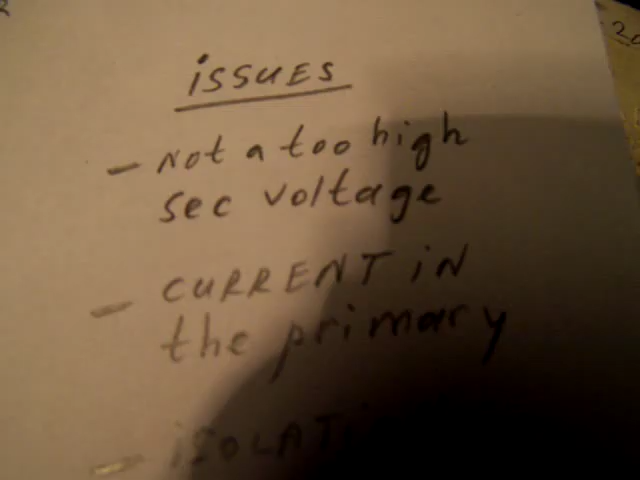 issues
- Not a too high
sec voltage
- CURRENT iN
the primary
-